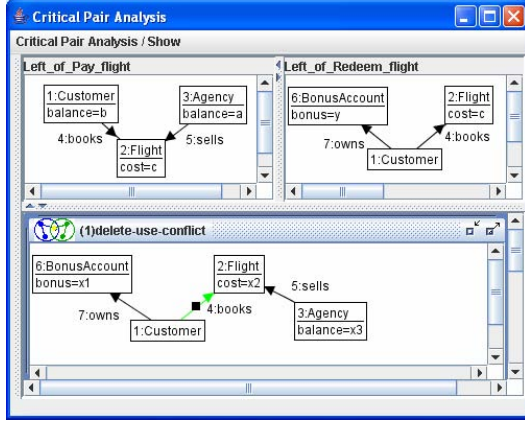 Critical Pair Analysis
Critical Pair Analysis / Show
Left_of_Pay_flight
1:Customer
balance=b
3:Agency
balance=a
4:books
5:sells
2:Flight
cost=c
Left_of_Redeem_flight
6:BonusAccount
bonus=y
2:Flight
cost=c
7:owns
4:books
1:Customer
(1)delete-use-conflict
6:BonusAccount
bonus=x1
2:Flight
cost=x2
5:sells
7:owns
4:books
1:Customer
3:Agency
balance=x3